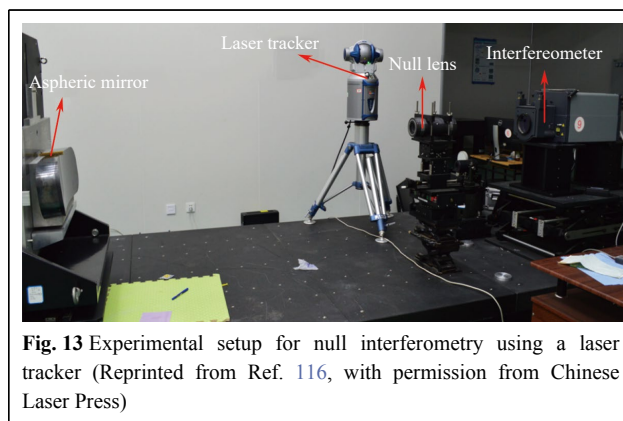 Laser tracker
Null lens
Interfereometer
Aspheric mirror
9
Fig. 13 Experimental setup for null interferometry using a laser
tracker (Reprinted from Ref. 116, with permission from Chinese
Laser Press)